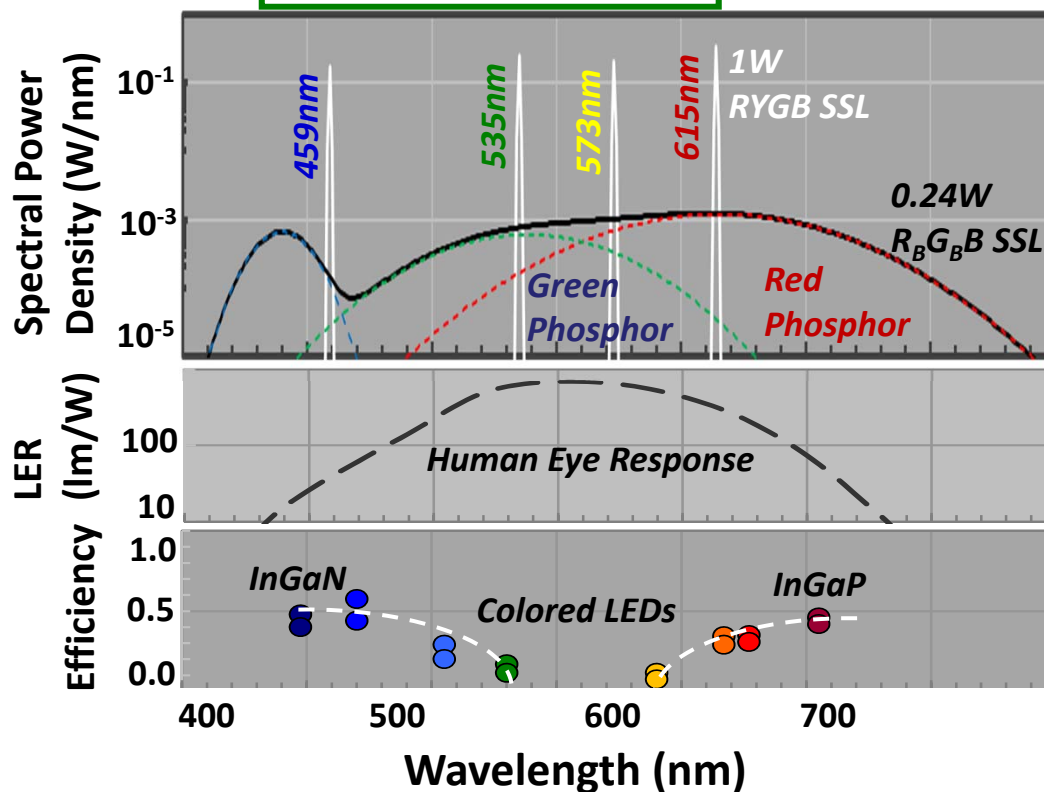 Spectral Power
Density (W/nm)
10-1
10-3
10-5
459nm
535nm
573nm
615nm
1W
RYGB SSL
0.24W
RBGBB SSL
Green
Phosphor
Red
Phosphor
LER
(lm/W)
100
10
Human Eye Response
Efficiency
1.0
0.5
0.0
InGaN
Colored LEDs
InGaP
400
500
600
700
Wavelength (nm)